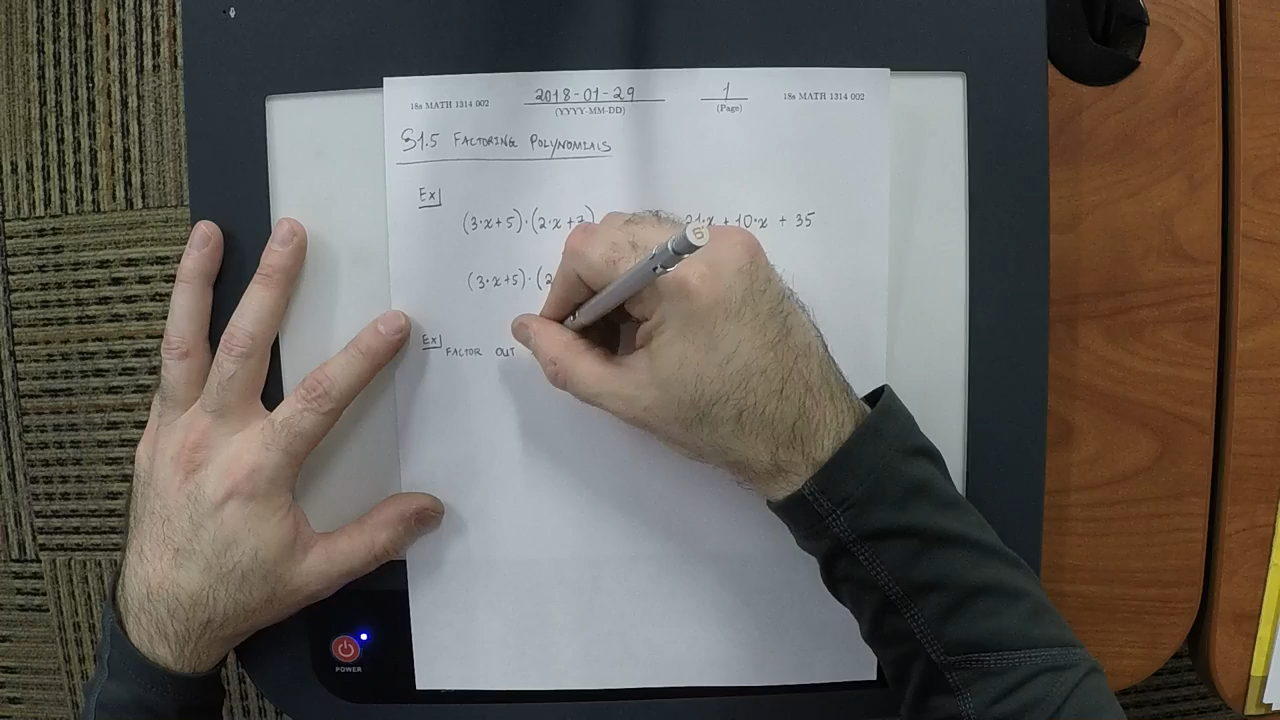 18s MATH 1314 002 2018-01-29 1 18s MATH 1314 002
(YYYY-MM-DD) (Page)
§1.5 FACTORING POLYNOMIALS
Ex|
(3·x+5)·(2·x+7) 21·x + 10·x + 35
(3·x+5)·(2
Ex|
FACTOR OUT
POWER